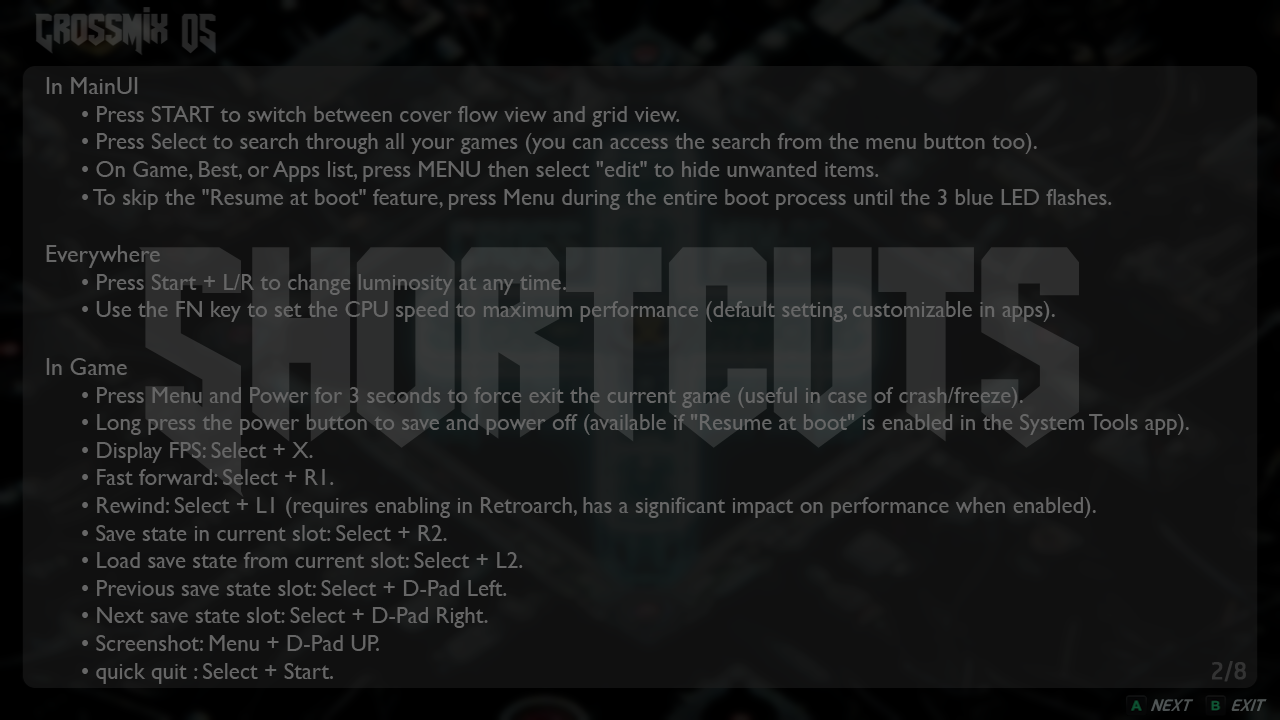 CROSSMIX OS
In MainUI
• Press START to switch between cover flow view and grid view.
• Press Select to search through all your games (you can access the search from the menu button too).
• On Game, Best, or Apps list, press MENU then select "edit" to hide unwanted items.
• To skip the "Resume at boot" feature, press Menu during the entire boot process until the 3 blue LED flashes.
Everywhere
• Press Start + L/R to change luminosity at any time.
• Use the FN key to set the CPU speed to maximum performance (default setting, customizable in apps).
SHORTCUTS
In Game
• Press Menu and Power for 3 seconds to force exit the current game (useful in case of crash/freeze).
• Long press the power button to save and power off (available if "Resume at boot" is enabled in the System Tools app).
• Display FPS: Select + X.
• Fast forward: Select + R1.
• Rewind: Select + L1 (requires enabling in Retroarch, has a significant impact on performance when enabled).
• Save state in current slot: Select + R2.
• Load save state from current slot: Select + L2.
• Previous save state slot: Select + D-Pad Left.
• Next save state slot: Select + D-Pad Right.
• Screenshot: Menu + D-Pad UP.
• quick quit : Select + Start.
2/8
A NEXT B EXIT